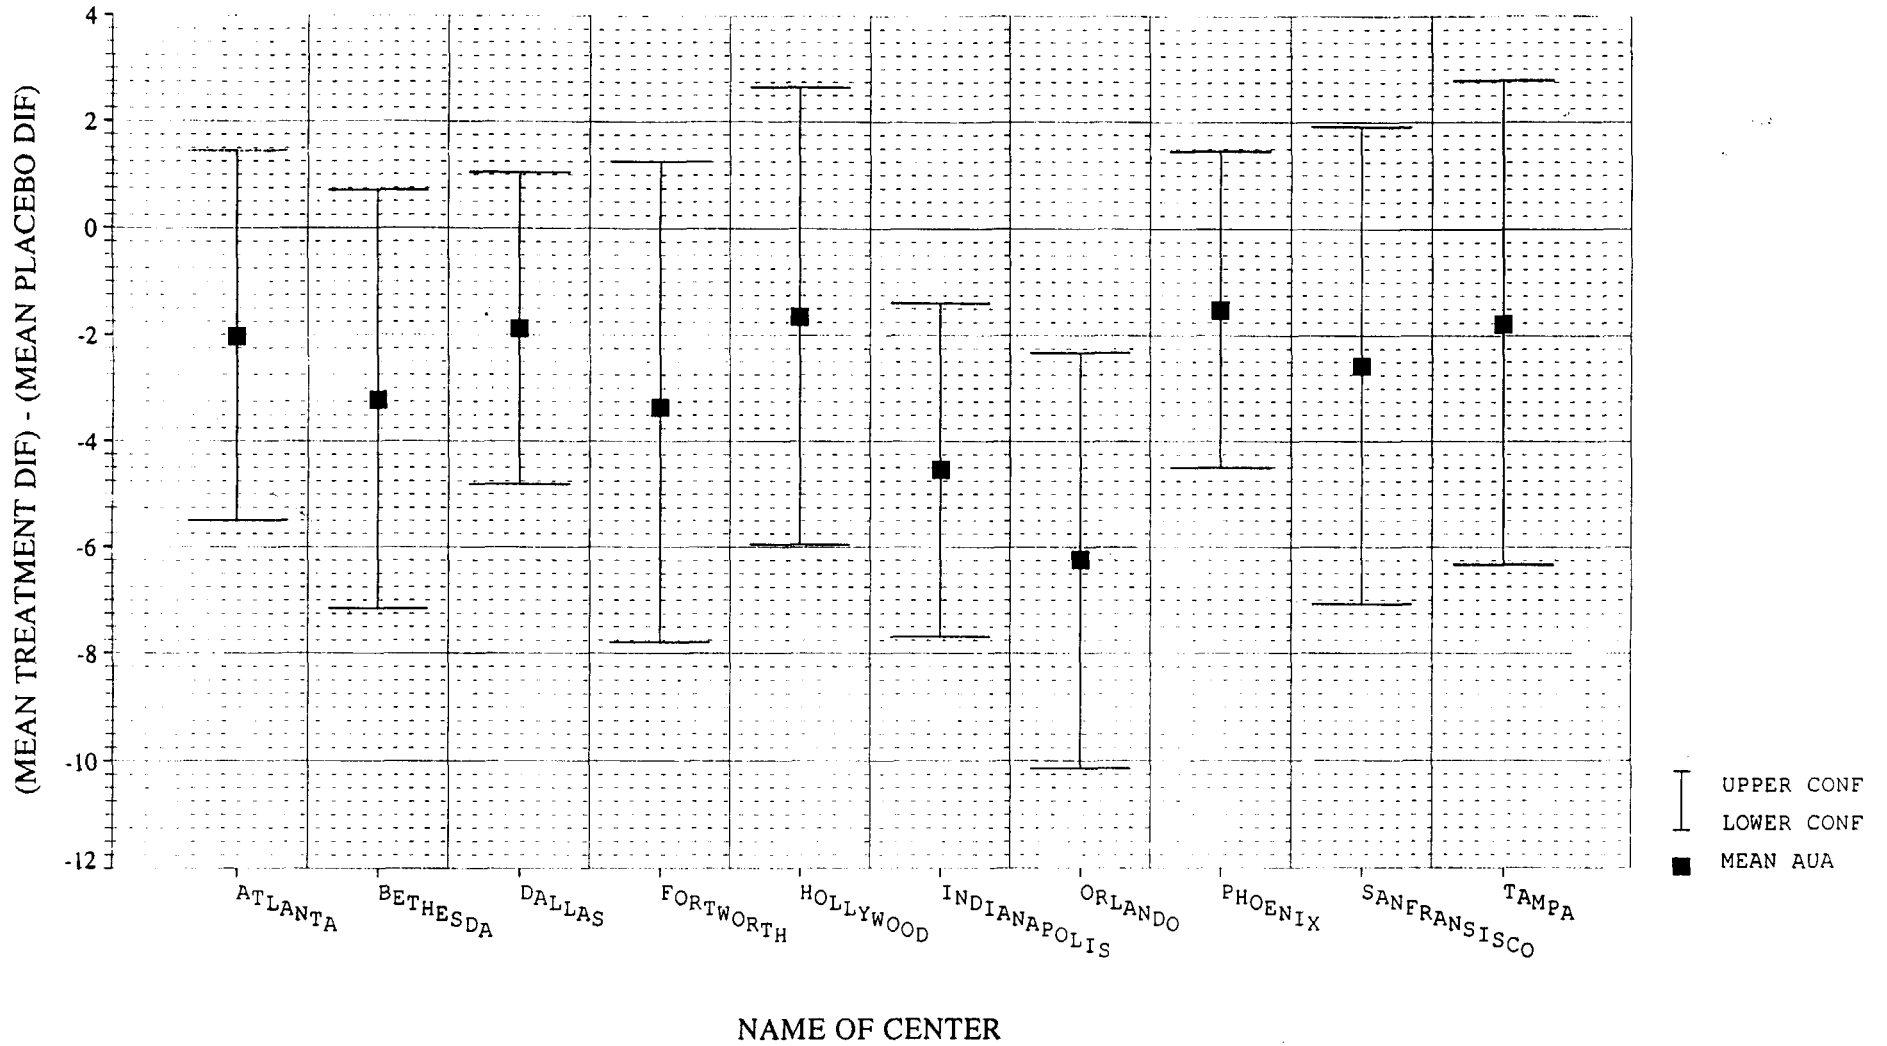 (MEAN TREATMENT DIF) - (MEAN PLACEBO DIF)
4
2
0
-2
-4
-6
-8
-10
-12
ATLANTA
BETHESDA
DALLAS
FORTWORTH
HOLLYWOOD
INDIANAPOLIS
ORLANDO
PHOENIX
SANFRANSISCO
TAMPA
NAME OF CENTER
UPPER CONF
LOWER CONF
MEAN AUA